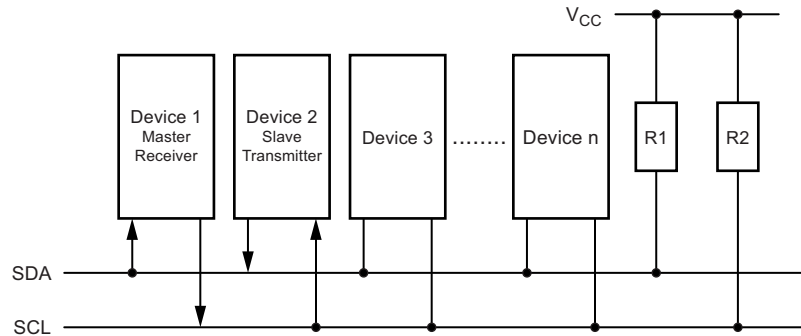 VCC
Device 1
Master
Receiver
Device 2
Slave
Transmitter
Device 3
........
Device n
R1
R2
SDA
SCL